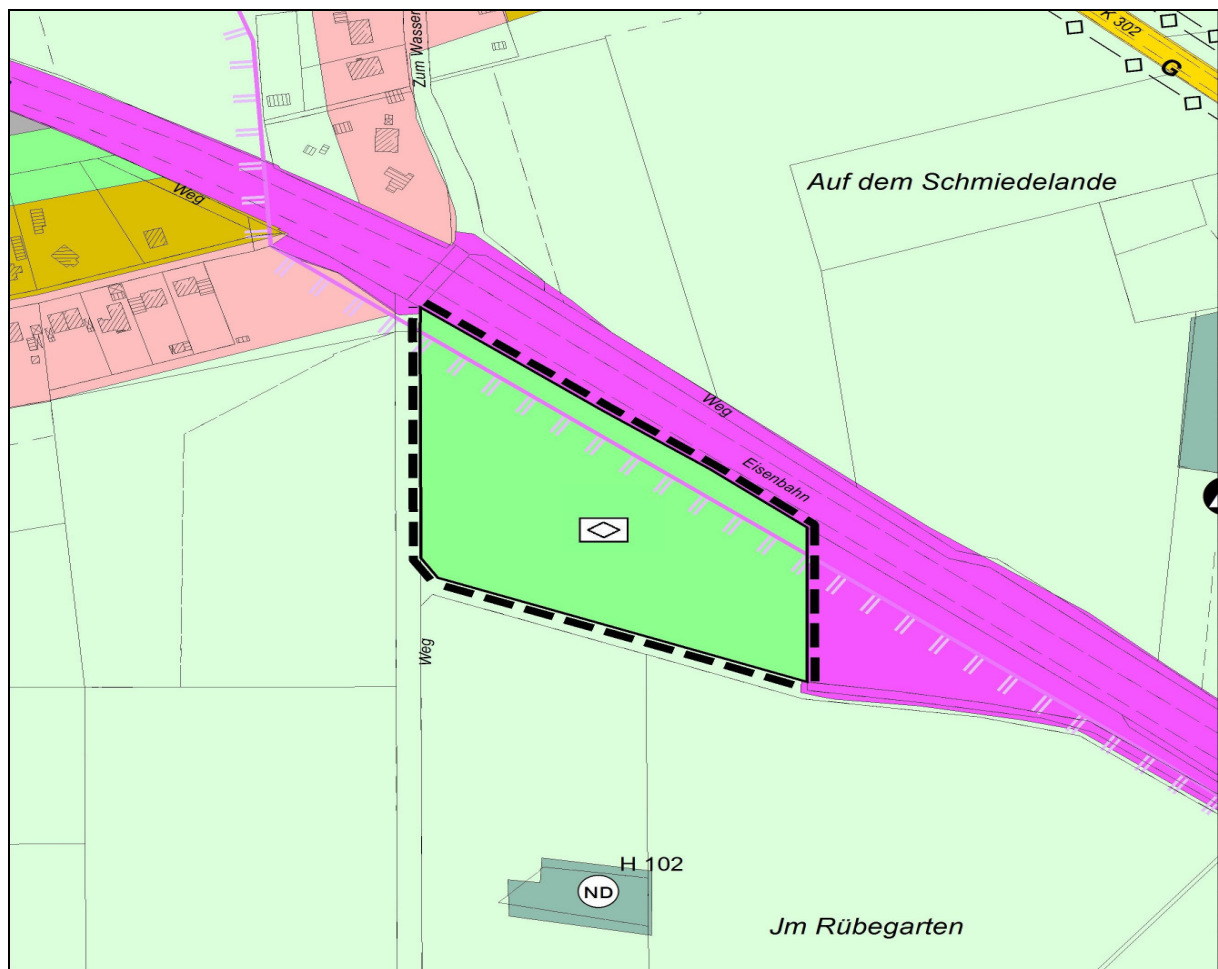 K 302
G
Zum Wasser
Auf dem Schmiedelande
Weg
Weg
Eisenbahn
Weg
H 102
ND
Jm Rübegarten